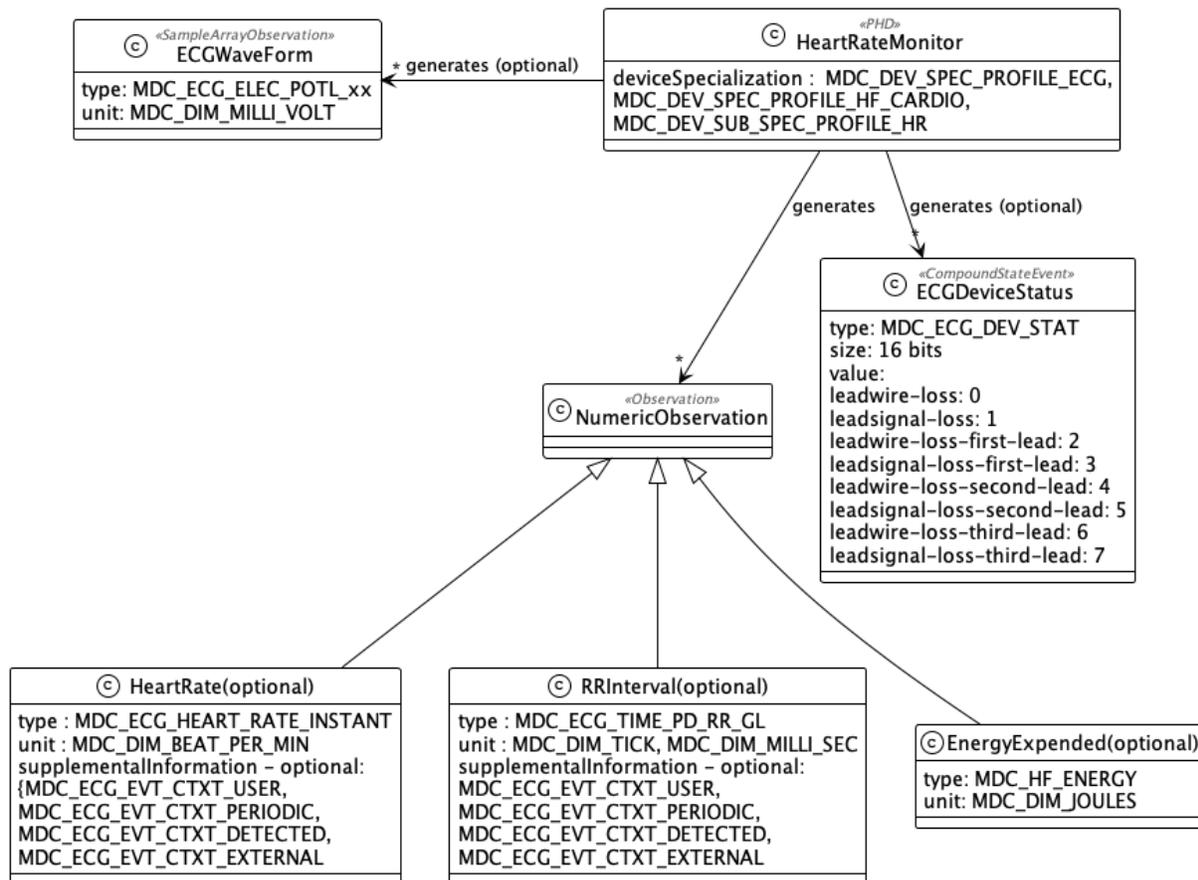 «SampleArrayObservation»
C ECGWaveForm
type: MDC_ECG_ELEC_POTL_xx
unit: MDC_DIM_MILLI_VOLT
* generates (optional)
«PHD»
C HeartRateMonitor
deviceSpecialization : MDC_DEV_SPEC_PROFILE_ECG,
MDC_DEV_SPEC_PROFILE_HF_CARDIO,
MDC_DEV_SUB_SPEC_PROFILE_HR
generates
*
generates (optional)
*
«CompoundStateEvent»
C ECGDeviceStatus
type: MDC_ECG_DEV_STAT
size: 16 bits
value:
leadwire-loss: 0
leadsignal-loss: 1
leadwire-loss-first-lead: 2
leadsignal-loss-first-lead: 3
leadwire-loss-second-lead: 4
leadsignal-loss-second-lead: 5
leadwire-loss-third-lead: 6
leadsignal-loss-third-lead: 7
«Observation»
C NumericObservation
C HeartRate(optional)
type : MDC_ECG_HEART_RATE_INSTANT
unit : MDC_DIM_BEAT_PER_MIN
supplementalInformation – optional:
{MDC_ECG_EVT_CTXT_USER,
MDC_ECG_EVT_CTXT_PERIODIC,
MDC_ECG_EVT_CTXT_DETECTED,
MDC_ECG_EVT_CTXT_EXTERNAL
C RRInterval(optional)
type : MDC_ECG_TIME_PD_RR_GL
unit : MDC_DIM_TICK, MDC_DIM_MILLI_SEC
supplementalInformation – optional:
MDC_ECG_EVT_CTXT_USER,
MDC_ECG_EVT_CTXT_PERIODIC,
MDC_ECG_EVT_CTXT_DETECTED,
MDC_ECG_EVT_CTXT_EXTERNAL
C EnergyExpended(optional)
type: MDC_HF_ENERGY
unit: MDC_DIM_JOULES